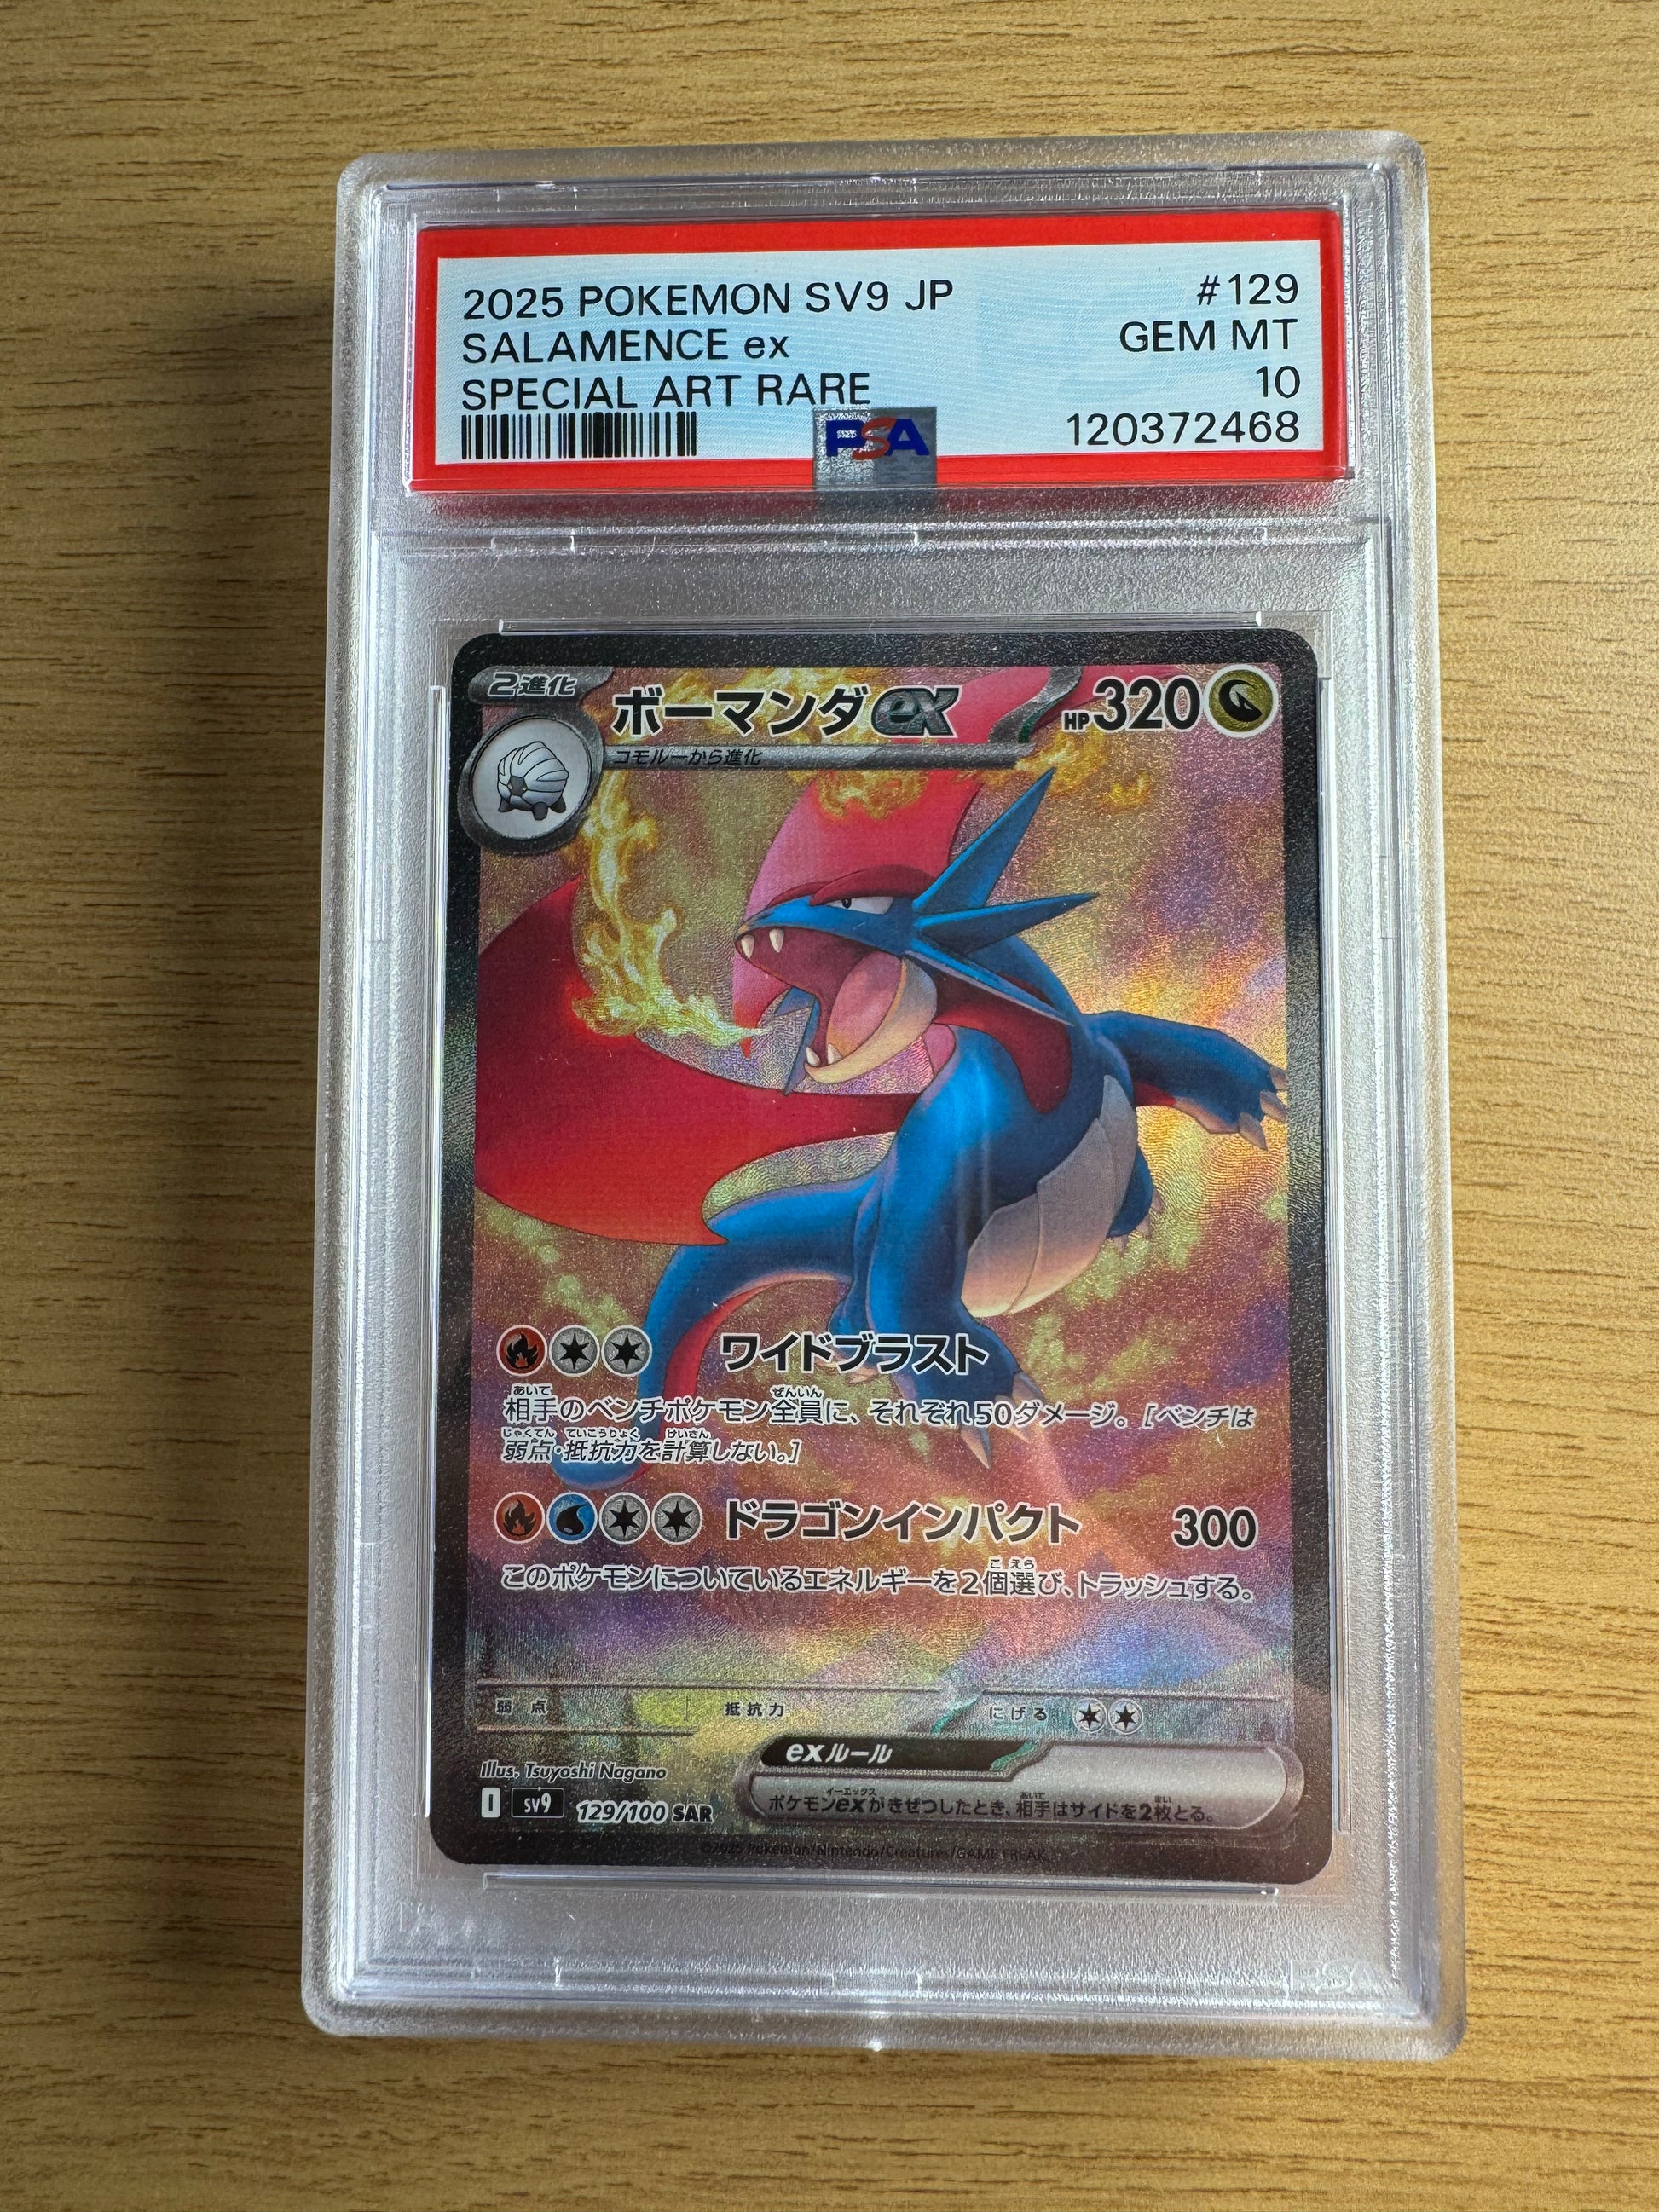 2025 POKEMON SV9 JP #129
SALAMENCE ex GEM MT
SPECIAL ART RARE 10
PSA 120372468
2進化 ボーマンダex HP320
コモルーから進化
ワイドブラスト
相手のベンチポケモン全員に、それぞれ50ダメージ。[ベンチは
弱点・抵抗力を計算しない。]
ドラゴンインパクト 300
このポケモンについているエネルギーを2個選び、トラッシュする。
弱点 抵抗力 にげる
exルール
ポケモンexがきぜつしたとき、相手はサイドを2枚とる。
Illus. Tsuyoshi Nagano
I sv9 129/100 SAR
©2025 Pokémon/Nintendo/Creatures/GAME FREAK
PSA